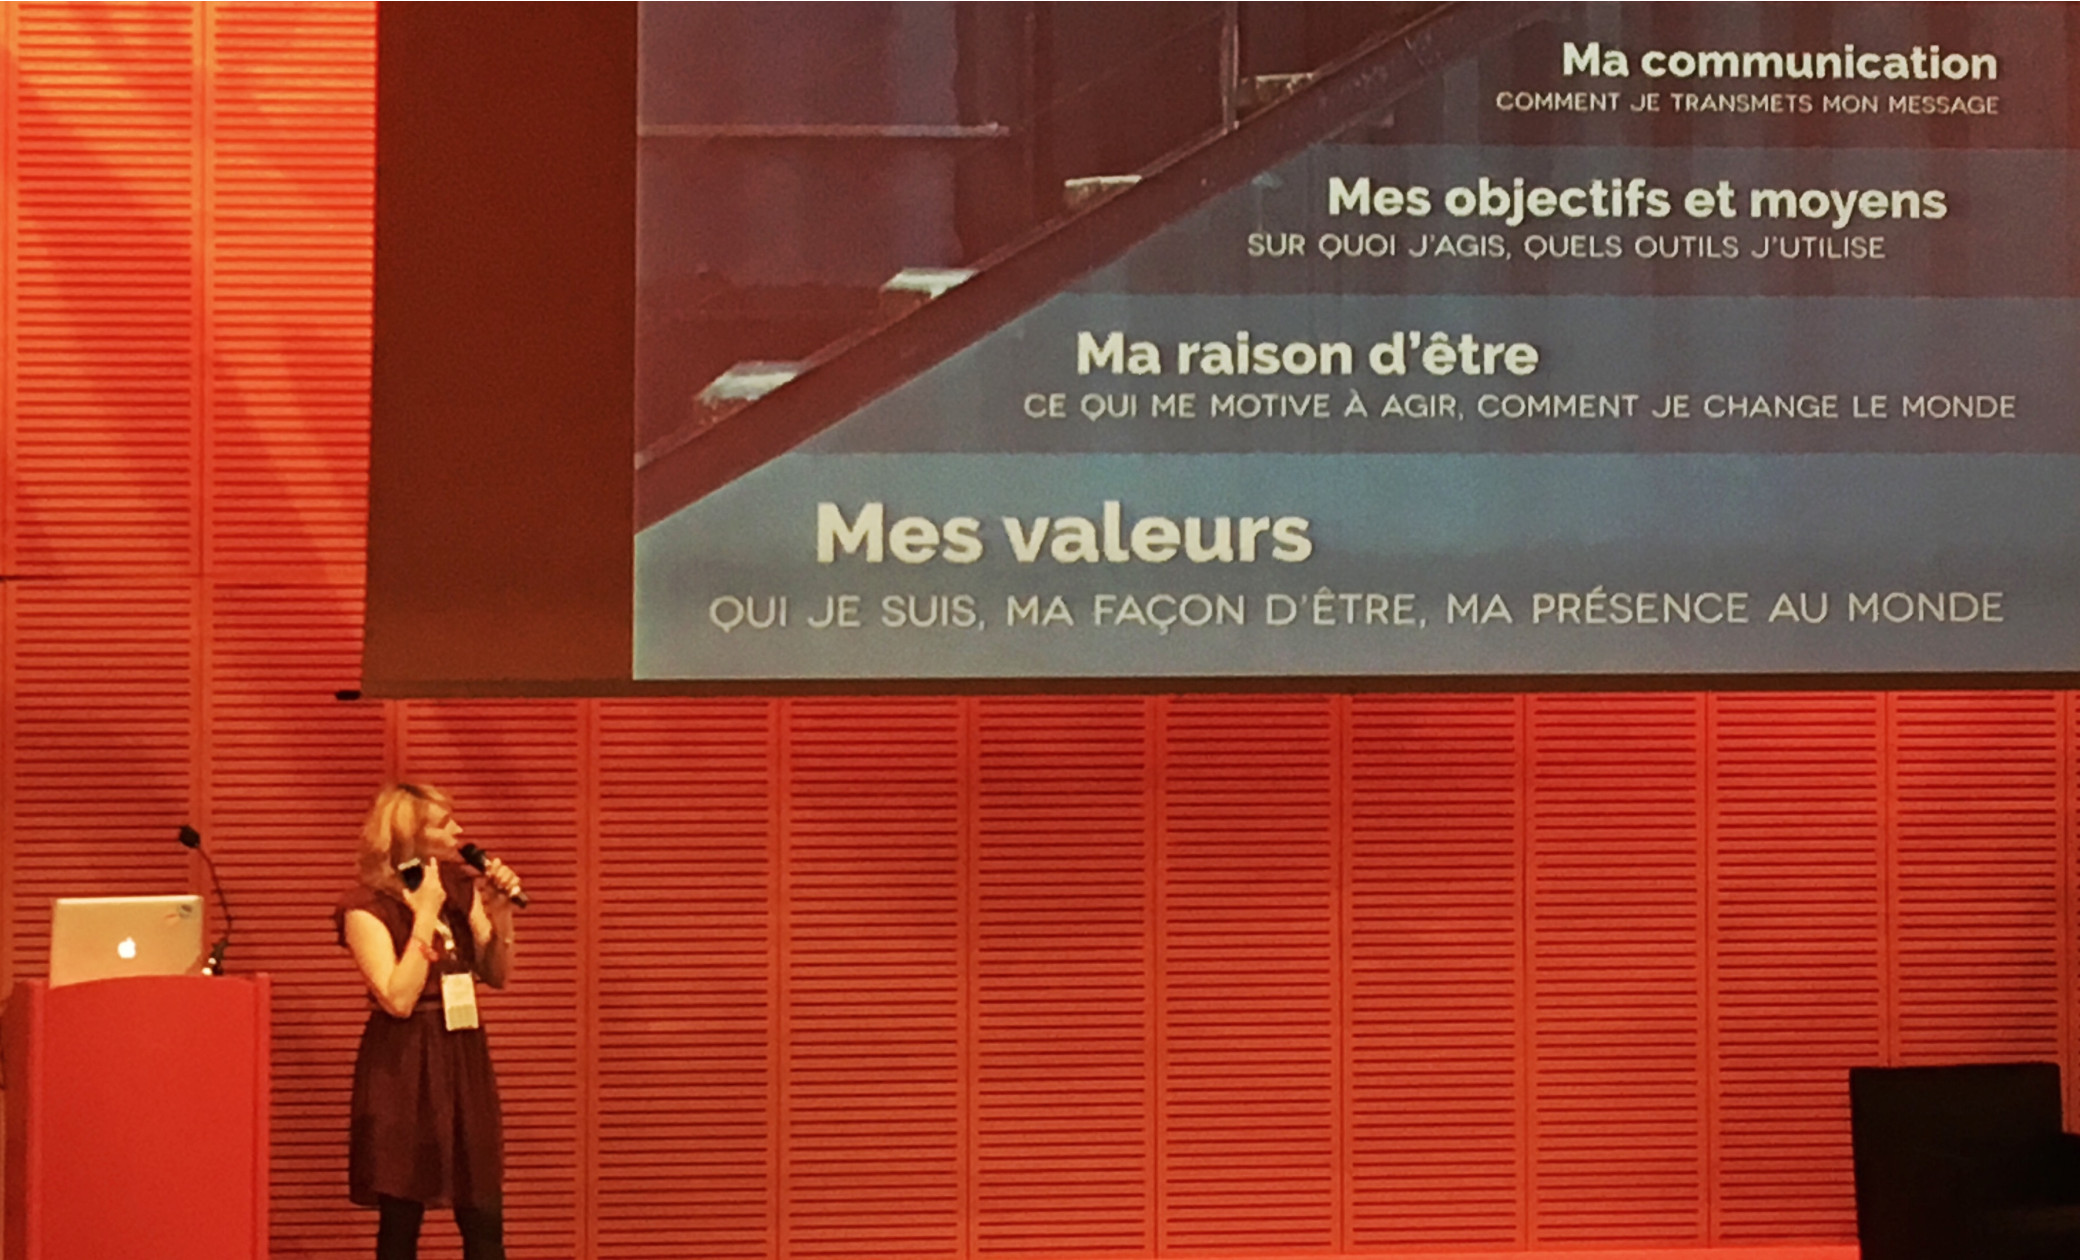 Ma communication
COMMENT JE TRANSMETS MON MESSAGE
Mes objectifs et moyens
SUR QUOI J'AGIS, QUELS OUTILS J'UTILISE
Ma raison d'être
CE QUI ME MOTIVE À AGIR, COMMENT JE CHANGE LE MONDE
Mes valeurs
QUI JE SUIS, MA FAÇON D'ÊTRE, MA PRÉSENCE AU MONDE